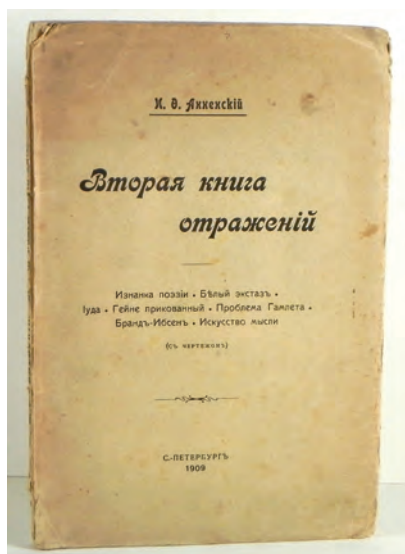 И. Ѳ. Анненскій
Вторая книга
отраженій
Изнанка поэзіи • Бѣлый экстазъ •
Іуда • Гейне прикованный • Проблема Гамлета •
Брандъ-Ибсенъ • Искусство мысли
(съ чертежомъ)
С.-ПЕТЕРБУРГЪ
1909